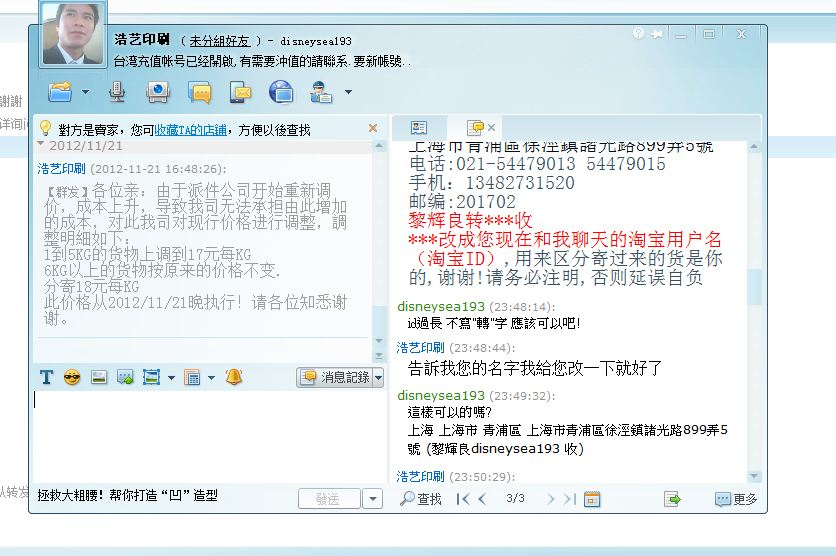 浩艺印刷 ( 未分組好友 ) - disneysea193
台湾充值帐号已经開啟,有需要沖值的請聯系.要新帳號..
謝謝
详询问
對方是賣家，您可收藏TA的店鋪，方便以後查找
2012/11/21
浩艺印刷 (2012-11-21 16:48:26):
【群发】各位亲：由于派件公司开始重新调
价，成本上升，导致我司无法承担由此增加
的成本，对此我司对现行价格进行调整，調
整明細如下：
1到5KG的货物上调到17元每KG
6KG以上的货物按原来的价格不变.
分寄18元每KG
此价格从2012/11/21晚执行！请各位知悉谢
谢。
消息記錄
拯救大粗腰！帮你打造“凹”造型
發送
上海市青浦區徐泾鎮諸光路899弄5號
电话:021-54479013 54479015
手机：13482731520
邮编:201702
黎辉良转***收
***改成您现在和我聊天的淘宝用户名
（淘宝ID）,用来区分寄过来的货是你
的,谢谢!请务必注明,否则延误自负
disneysea193 (23:48:14):
id過長 不寫"轉"字 應該可以吧!
浩艺印刷 (23:48:44):
告訴我您的名字我給您改一下就好了
disneysea193 (23:49:32):
這樣可以的嗎?
上海 上海市 青浦區 上海市青浦區徐涇鎮諸光路899弄5
號 (黎輝良disneysea193 收)
浩艺印刷 (23:50:29):
查找
3/3
更多
从转发